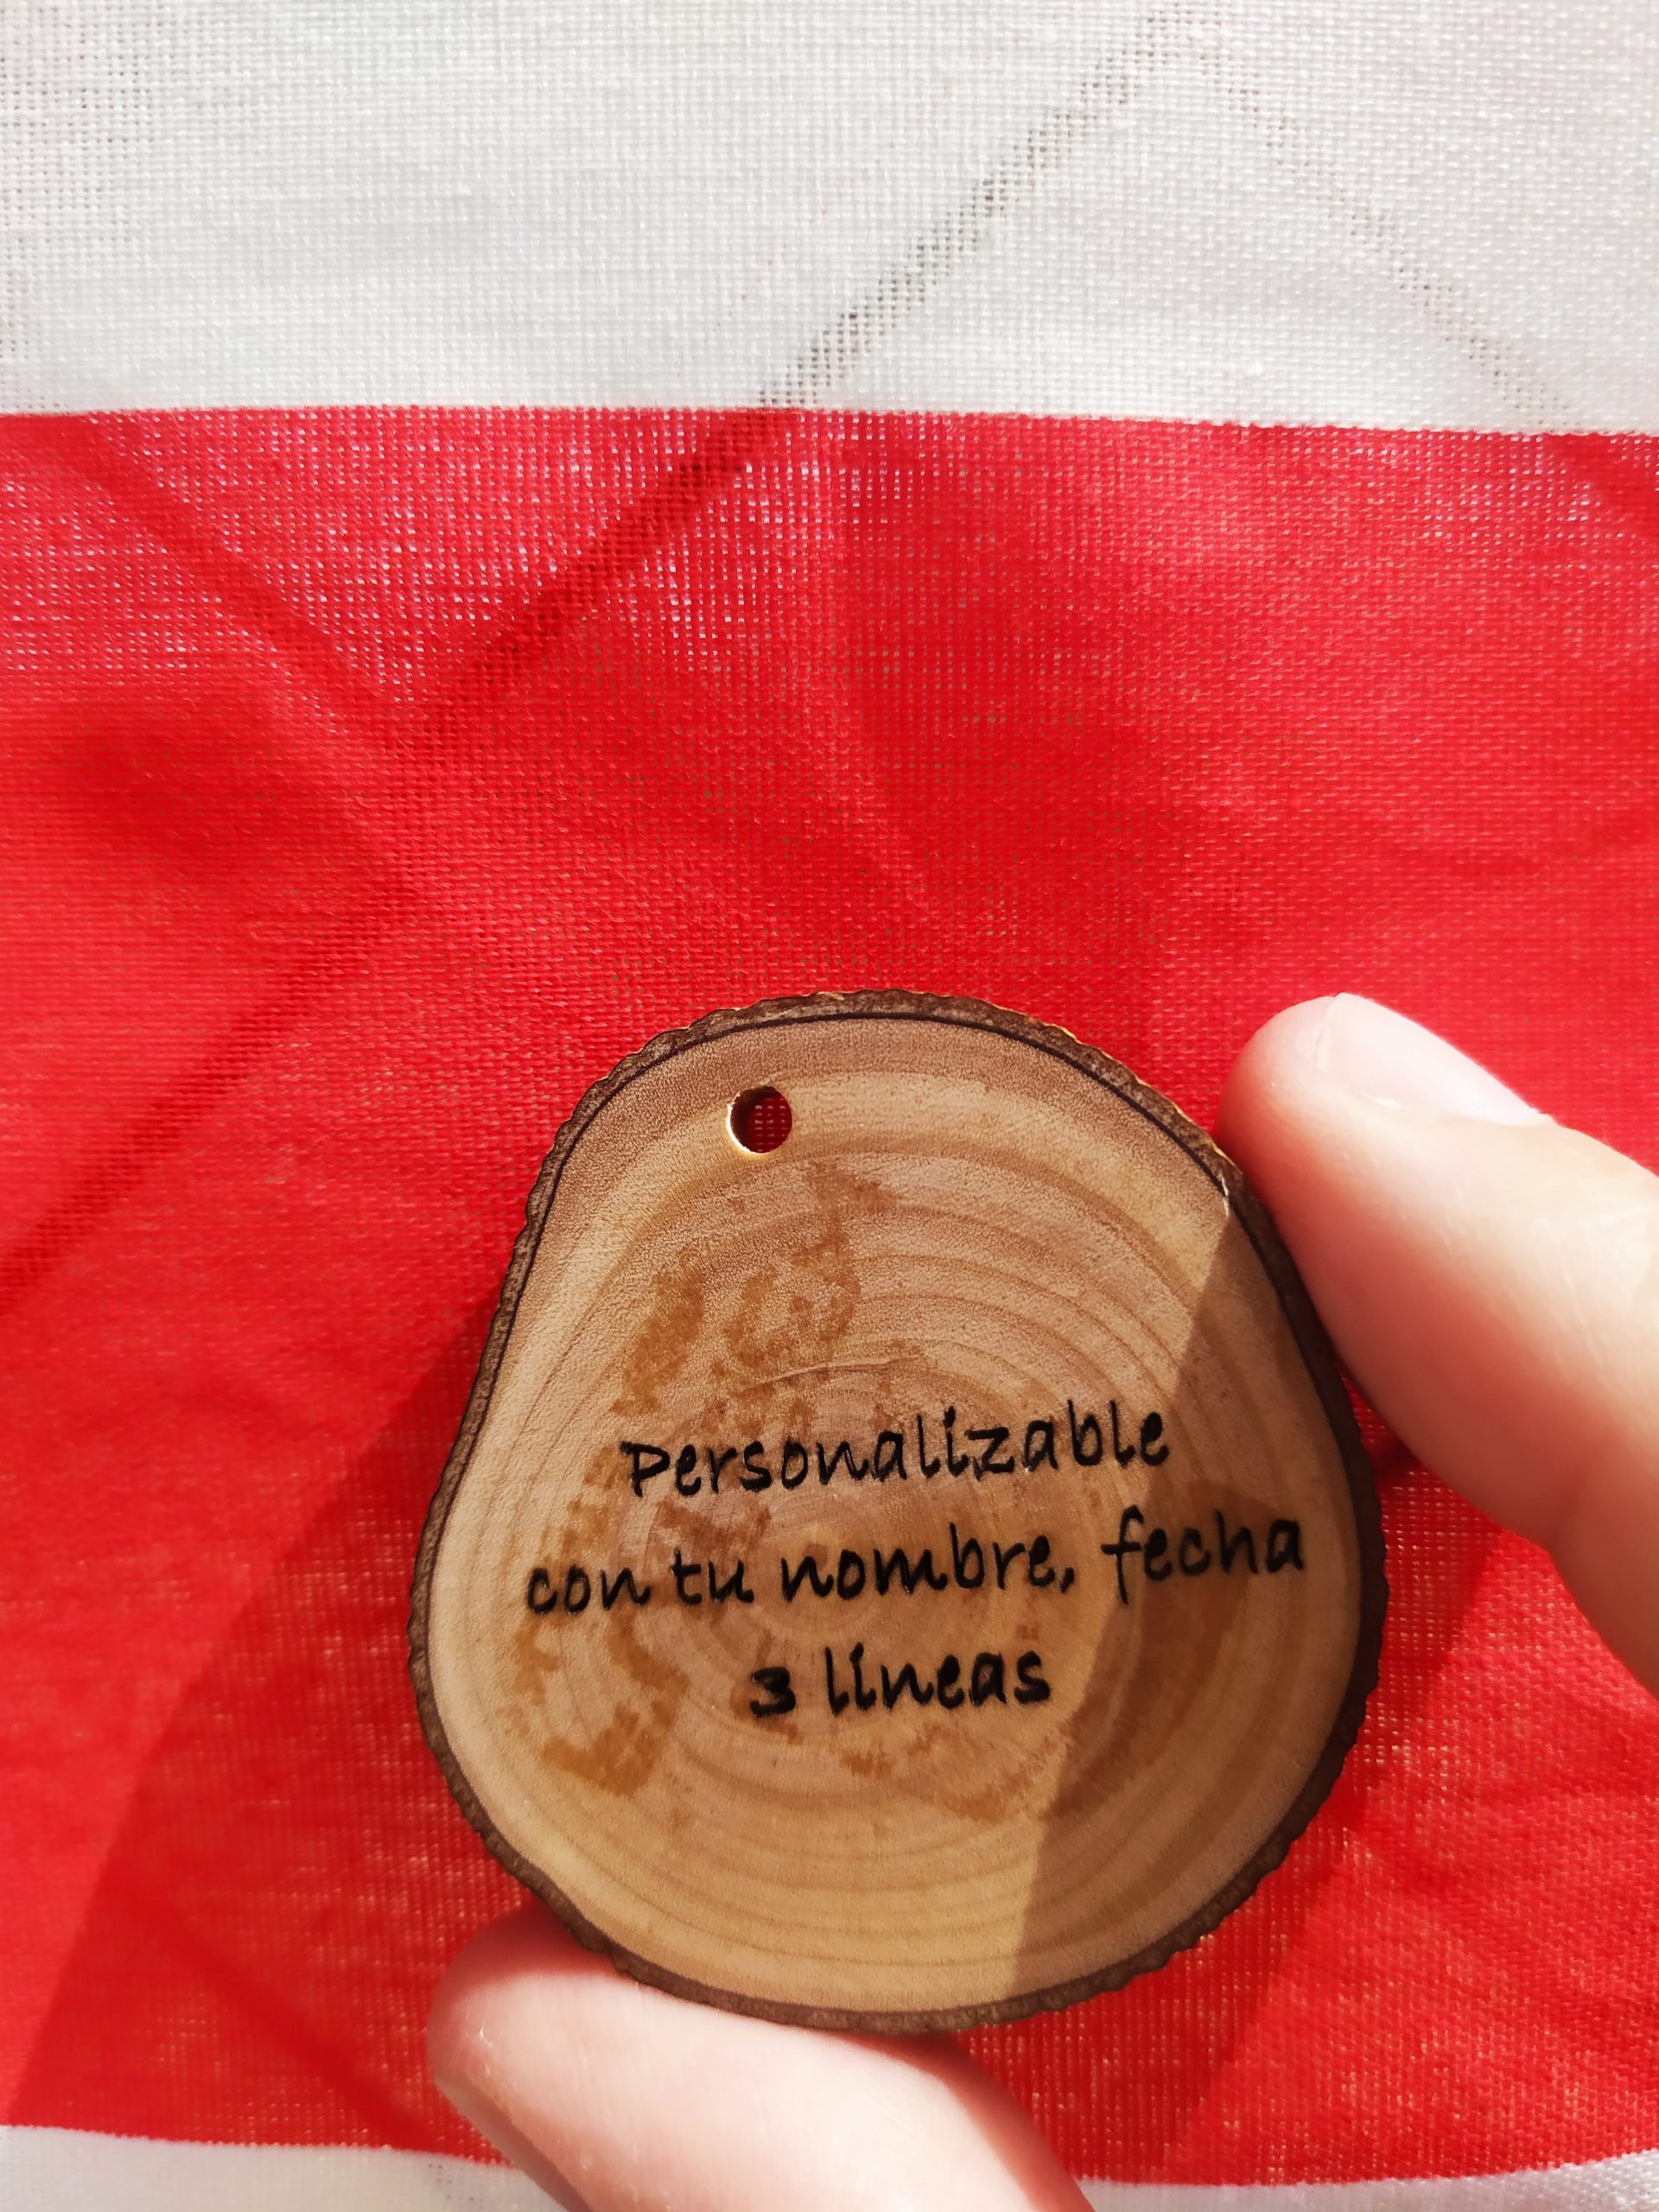 Personalizable
con tu nombre, fecha
3 lineas